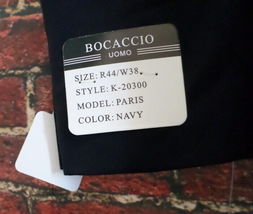 BOCACCIO
UOMO
SIZE: R44/W38
STYLE: K-20300
MODEL: PARIS
COLOR: NAVY